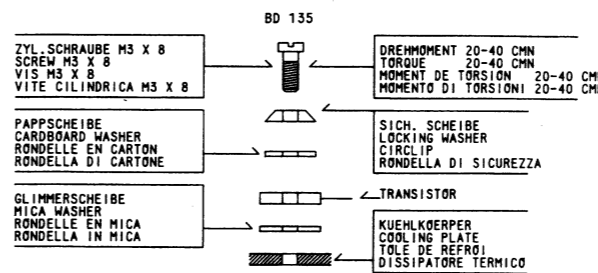 BD 135
ZYL.SCHRAUBE M3 X 8
SCREW M3 X 8
VIS M3 X 8
VITE CILINDRICA M3 X 8
DREHMOMENT 20-40 CMN
TORQUE 20-40 CMN
MOMENT DE TORSION 20-40 CM
MOMENTO DI TORSIONI 20-40 CM
PAPPSCHEIBE
CARDBOARD WASHER
RONDELLE EN CARTON
RONDELLA DI CARTONE
SICH. SCHEIBE
LOCKING WASHER
CIRCLIP
RONDELLA DI SICUREZZA
GLIMMERSCHEIBE
MICA WASHER
RONDELLE EN MICA
RONDELLA IN MICA
TRANSISTOR
KUEHLKOERPER
COOLING PLATE
TOLE DE REFROI
DISSIPATORE TERMICO